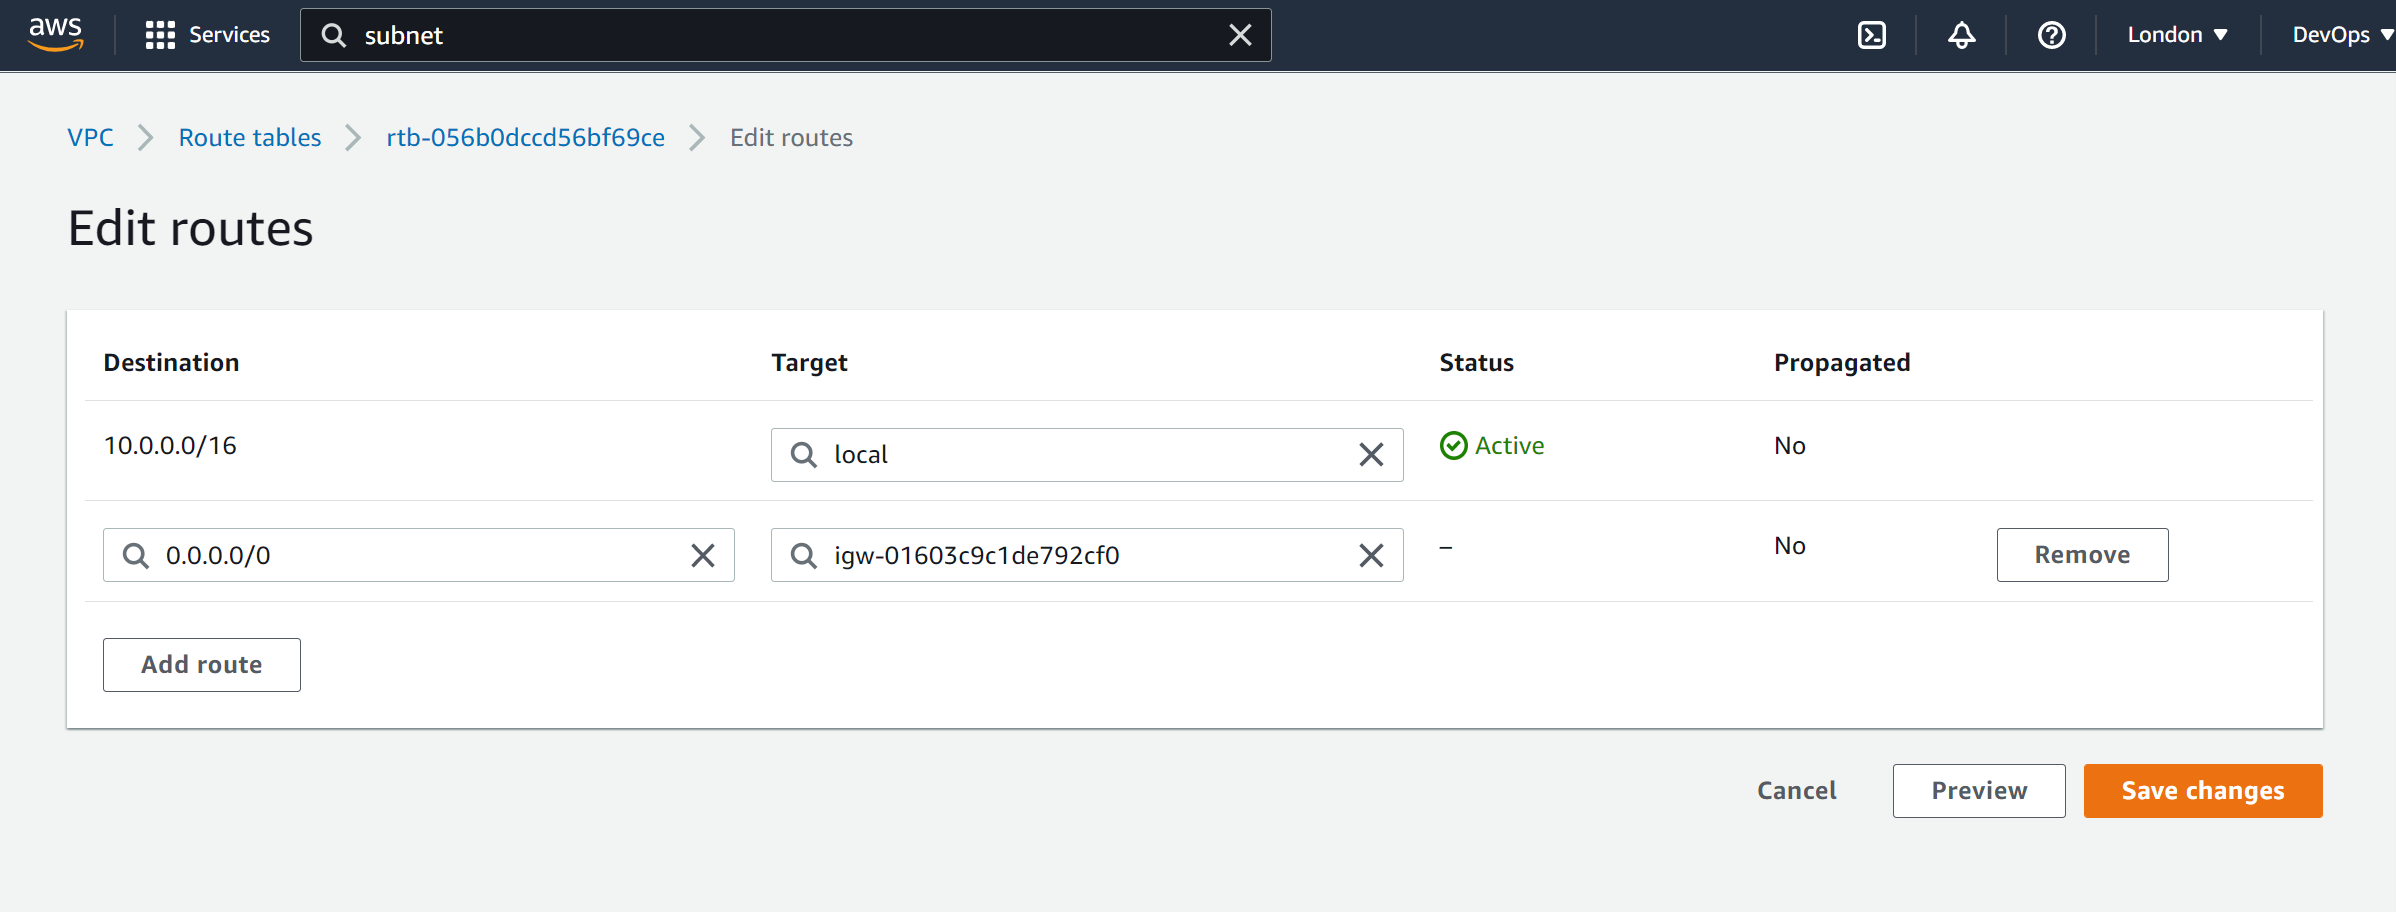 aws Services subnet London DevOps
VPC Route tables rtb-056b0dccd56bf69ce Edit routes
Edit routes
Destination Target Status Propagated
10.0.0.0/16 local Active No
0.0.0.0/0 igw-01603c9c1de792cf0 – No Remove
Add route
Cancel Preview Save changes